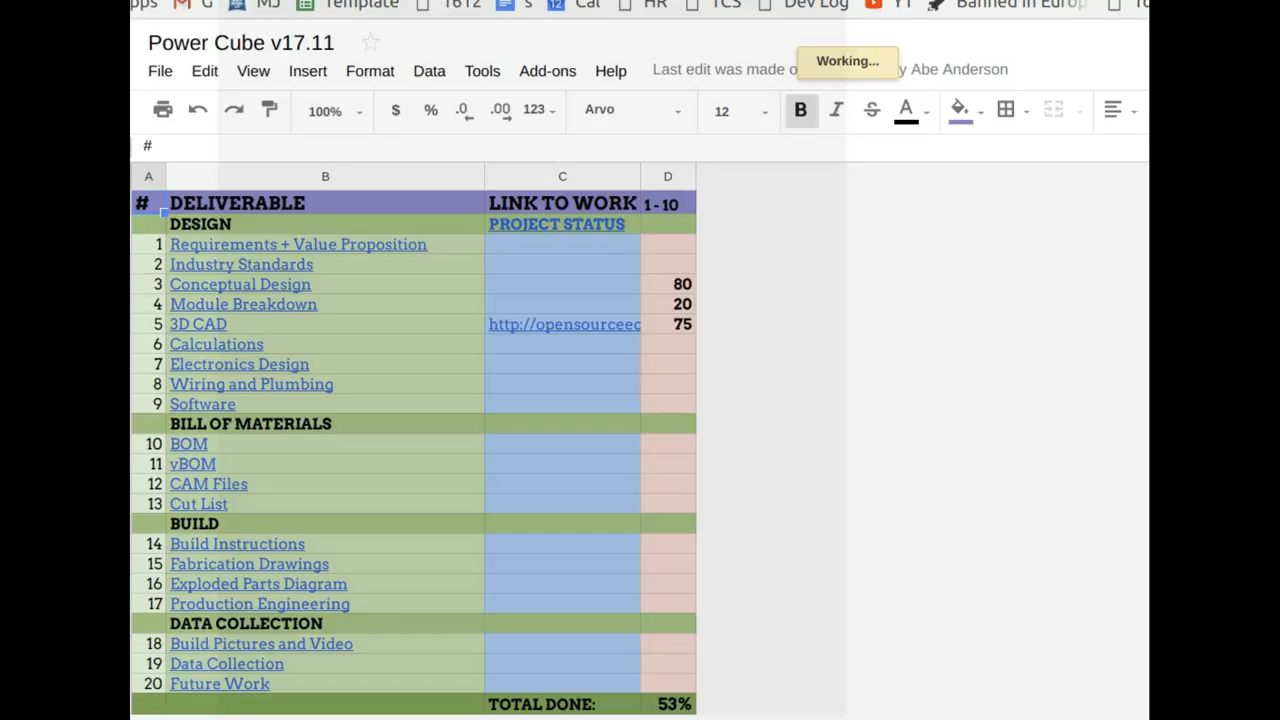 pps G MJ Template 1612 s Cal HR TCS Dev Log YT Banned in Europ
Power Cube v17.11
File Edit View Insert Format Data Tools Add-ons Help Last edit was made o Working... y Abe Anderson
100% $ % .0 .00 123 Arvo 12 B I S A
#
A B C D
# DELIVERABLE LINK TO WORK 1 - 10
DESIGN PROJECT STATUS
1 Requirements + Value Proposition
2 Industry Standards
3 Conceptual Design 80
4 Module Breakdown 20
5 3D CAD http://opensourceec 75
6 Calculations
7 Electronics Design
8 Wiring and Plumbing
9 Software
BILL OF MATERIALS
10 BOM
11 vBOM
12 CAM Files
13 Cut List
BUILD
14 Build Instructions
15 Fabrication Drawings
16 Exploded Parts Diagram
17 Production Engineering
DATA COLLECTION
18 Build Pictures and Video
19 Data Collection
20 Future Work
TOTAL DONE: 53%